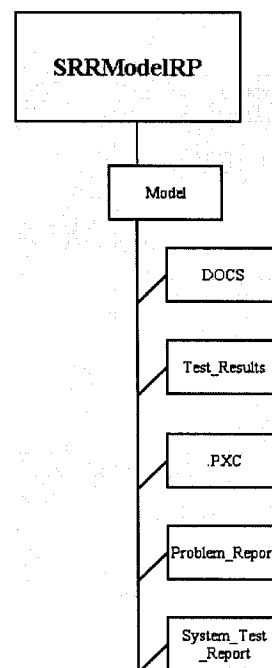 SRRModelRP
Model
DOCS
Test_Results
.PXC
Problem_Repor
System_Test
_Report